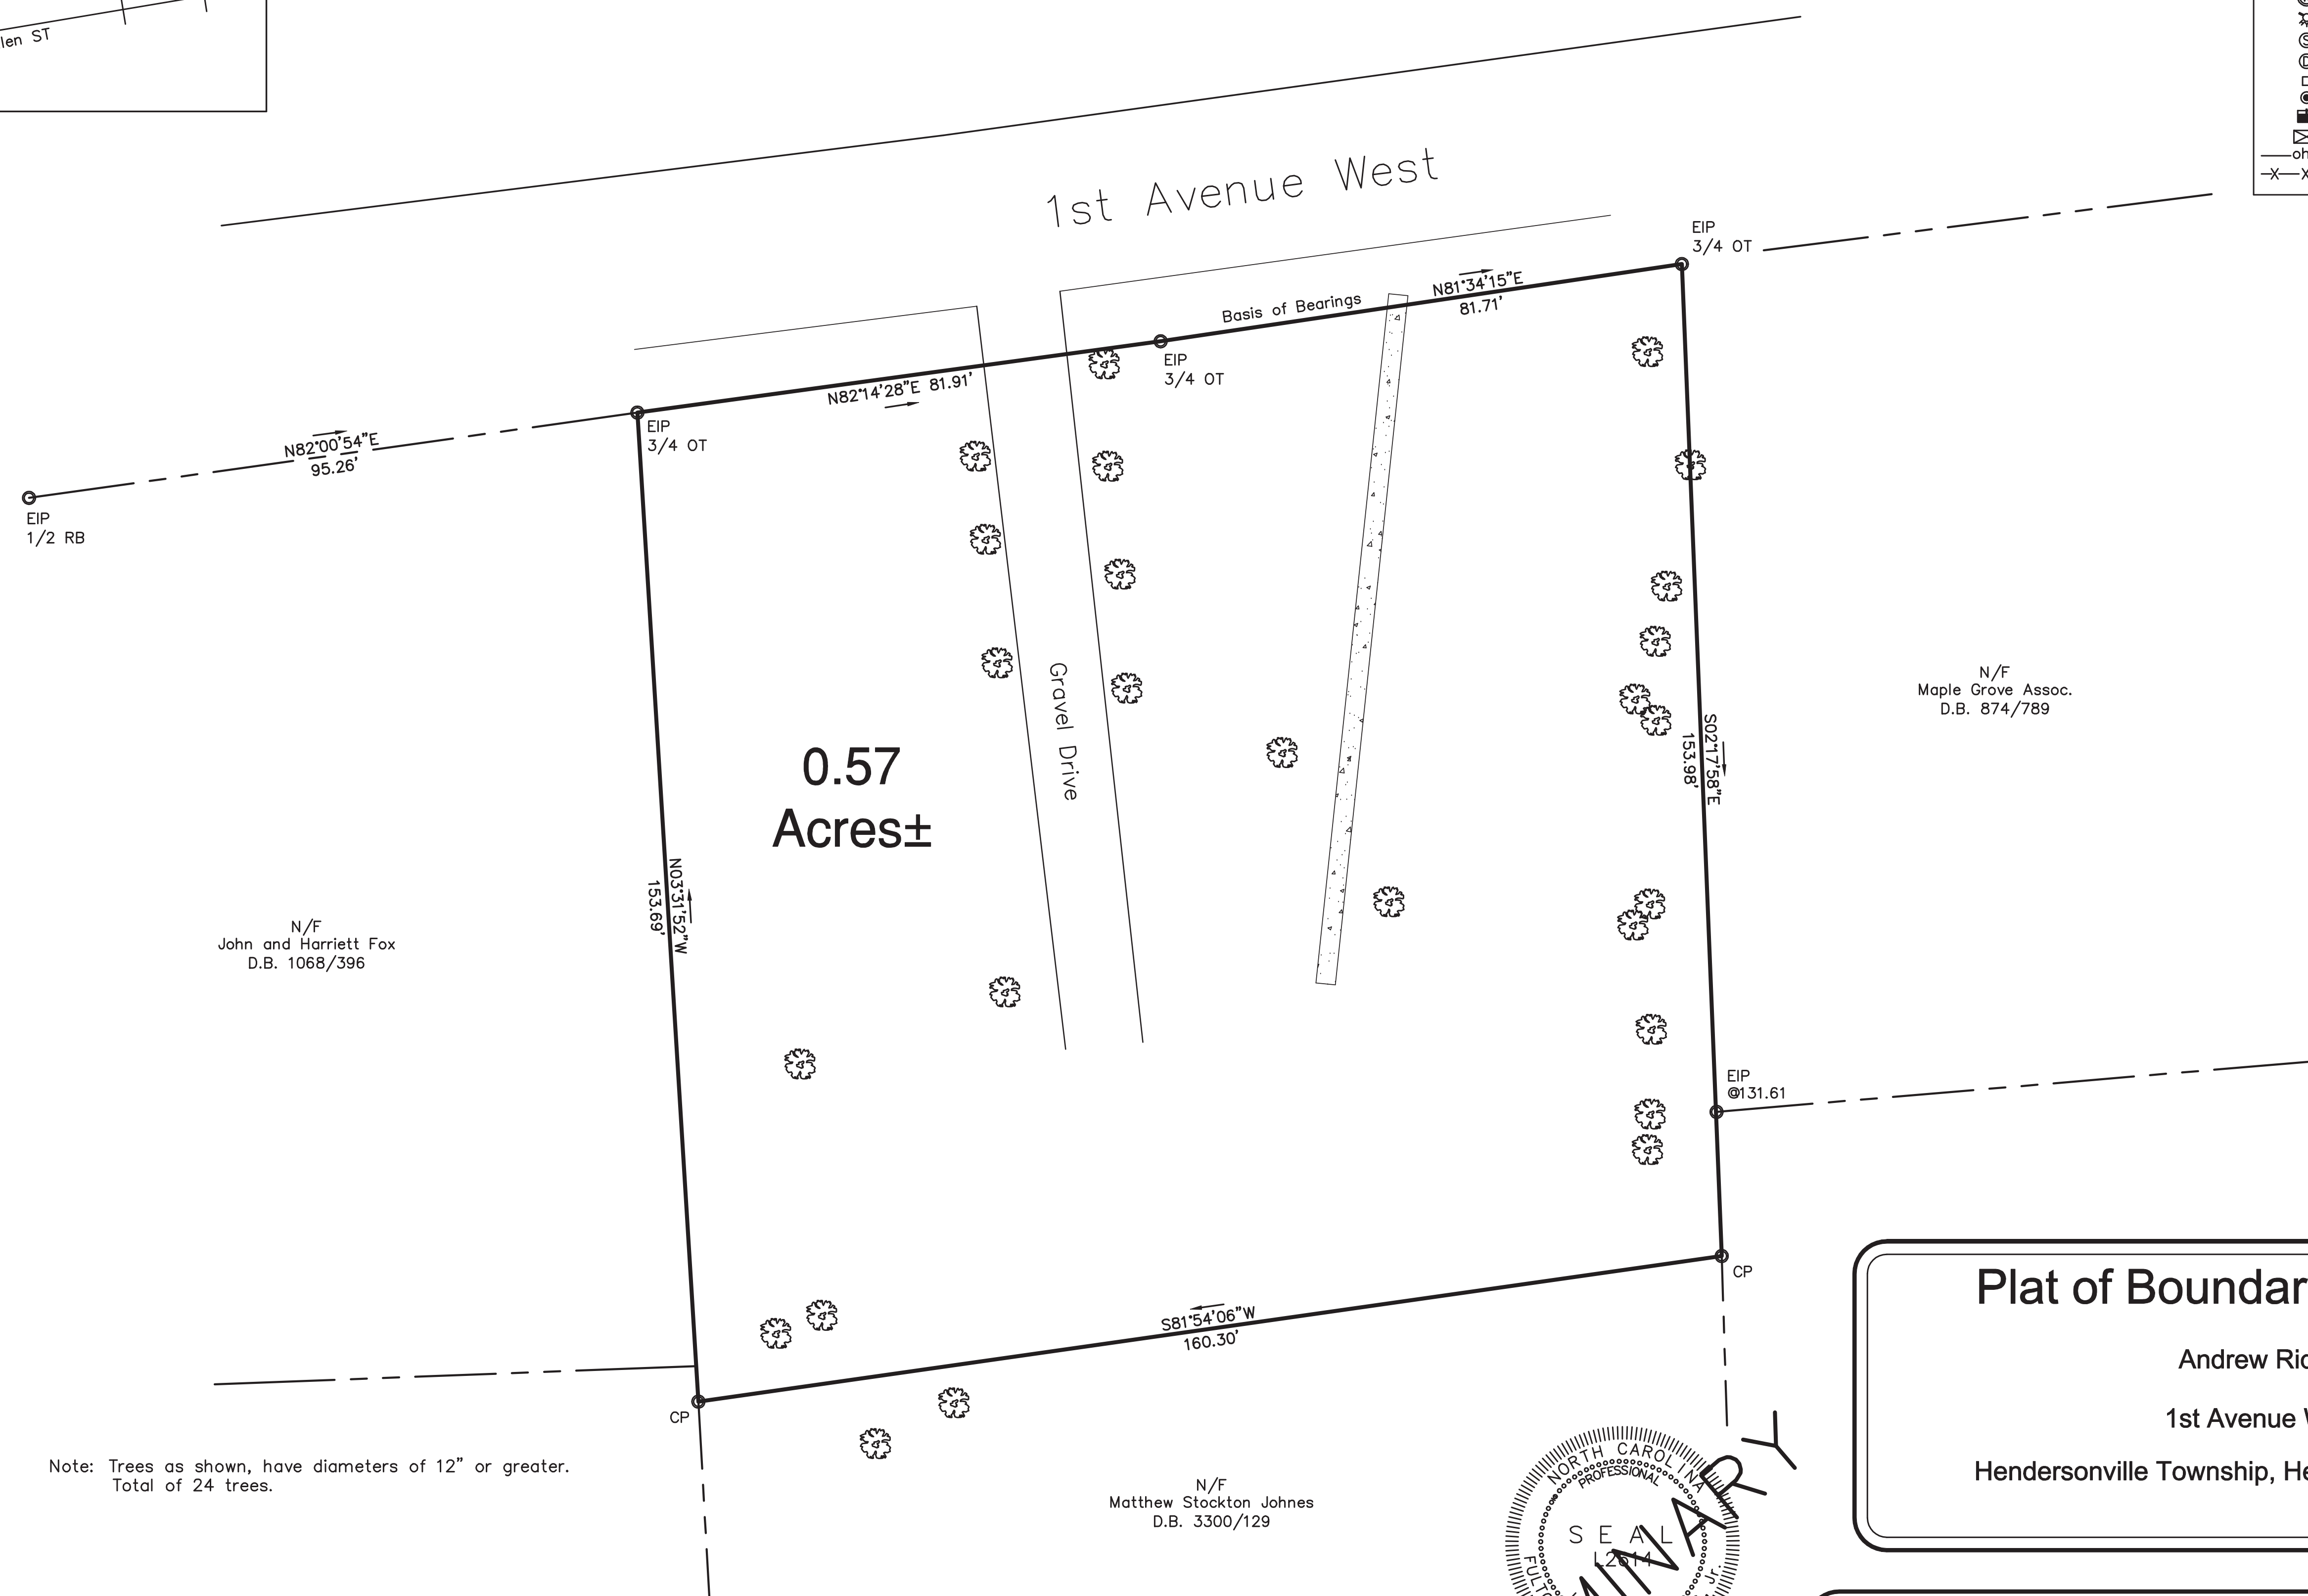 len ST
1st Avenue West
EIP
3/4 OT
N81°34'15"E
81.71'
Basis of Bearings
EIP
3/4 OT
N82°14'28"E 81.91'
EIP
3/4 OT
N82°00'54"E
95.26'
EIP
1/2 RB
Gravel Drive
N/F
Maple Grove Assoc.
D.B. 874/789
S02°17'58"E
153.98'
0.57
Acres±
N03°31'52"W
153.69'
N/F
John and Harriett Fox
D.B. 1068/396
EIP
@131.61
CP
S81°54'06"W
160.30'
CP
Plat of Boundar
Andrew Ric
1st Avenue
Hendersonville Township, He
Note: Trees as shown, have diameters of 12" or greater.
Total of 24 trees.
N/F
Matthew Stockton Johnes
D.B. 3300/129
NORTH CAROLINA
PROFESSIONAL
SEAL
L2614
Jr.
MINARY